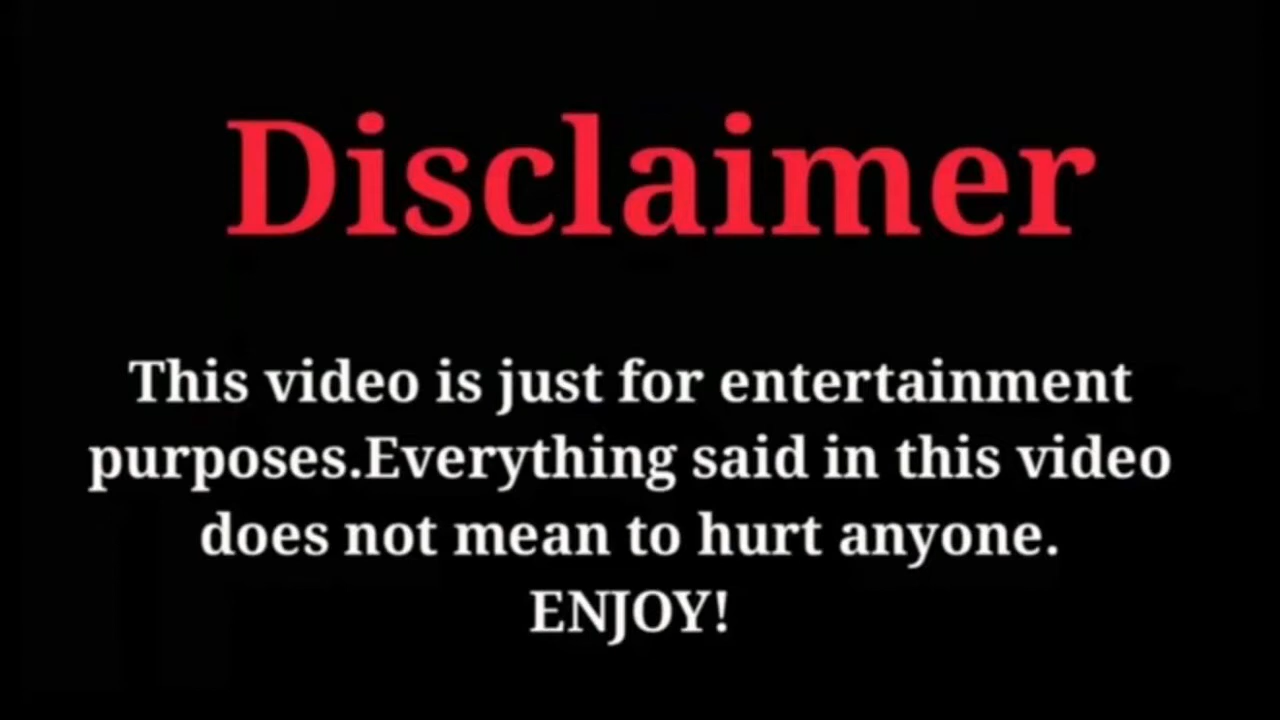 Disclaimer
This video is just for entertainment
purposes.Everything said in this video
does not mean to hurt anyone.
ENJOY!